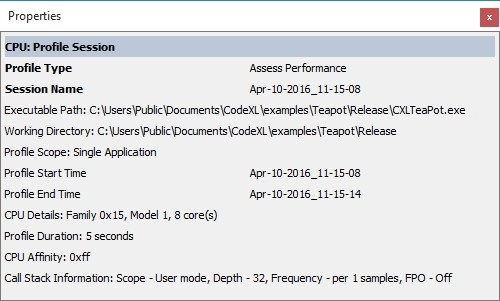 Properties
x
CPU: Profile Session
Profile Type Assess Performance
Session Name Apr-10-2016_11-15-08
Executable Path: C:\Users\Public\Documents\CodeXL\examples\Teapot\Release\CXLTeaPot.exe
Working Directory: C:\Users\Public\Documents\CodeXL\examples\Teapot\Release
Profile Scope: Single Application
Profile Start Time Apr-10-2016_11-15-08
Profile End Time Apr-10-2016_11-15-14
CPU Details: Family 0x15, Model 1, 8 core(s)
Profile Duration: 5 seconds
CPU Affinity: 0xff
Call Stack Information: Scope - User mode, Depth - 32, Frequency - per 1 samples, FPO - Off